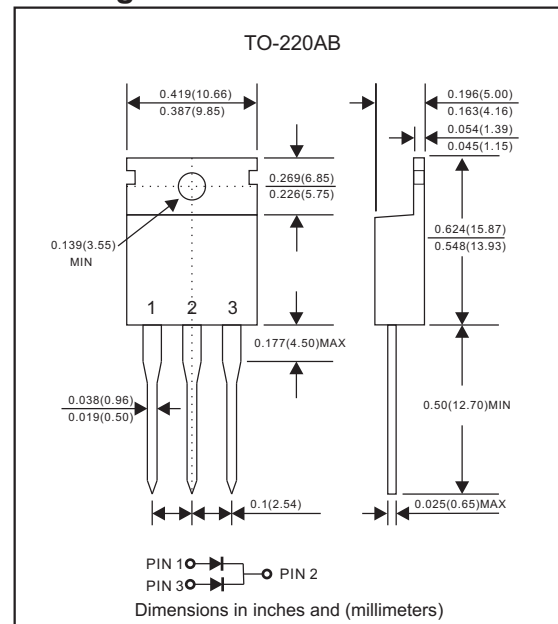 TO-220AB
0.419(10.66)
0.387(9.85)
0.196(5.00)
0.163(4.16)
0.054(1.39)
0.045(1.15)
0.269(6.85)
0.226(5.75)
0.624(15.87)
0.548(13.93)
0.139(3.55)
MIN
1 2 3
0.177(4.50)MAX
0.038(0.96)
0.019(0.50)
0.50(12.70)MIN
0.1(2.54)
0.025(0.65)MAX
PIN 1
PIN 3
PIN 2
Dimensions in inches and (millimeters)